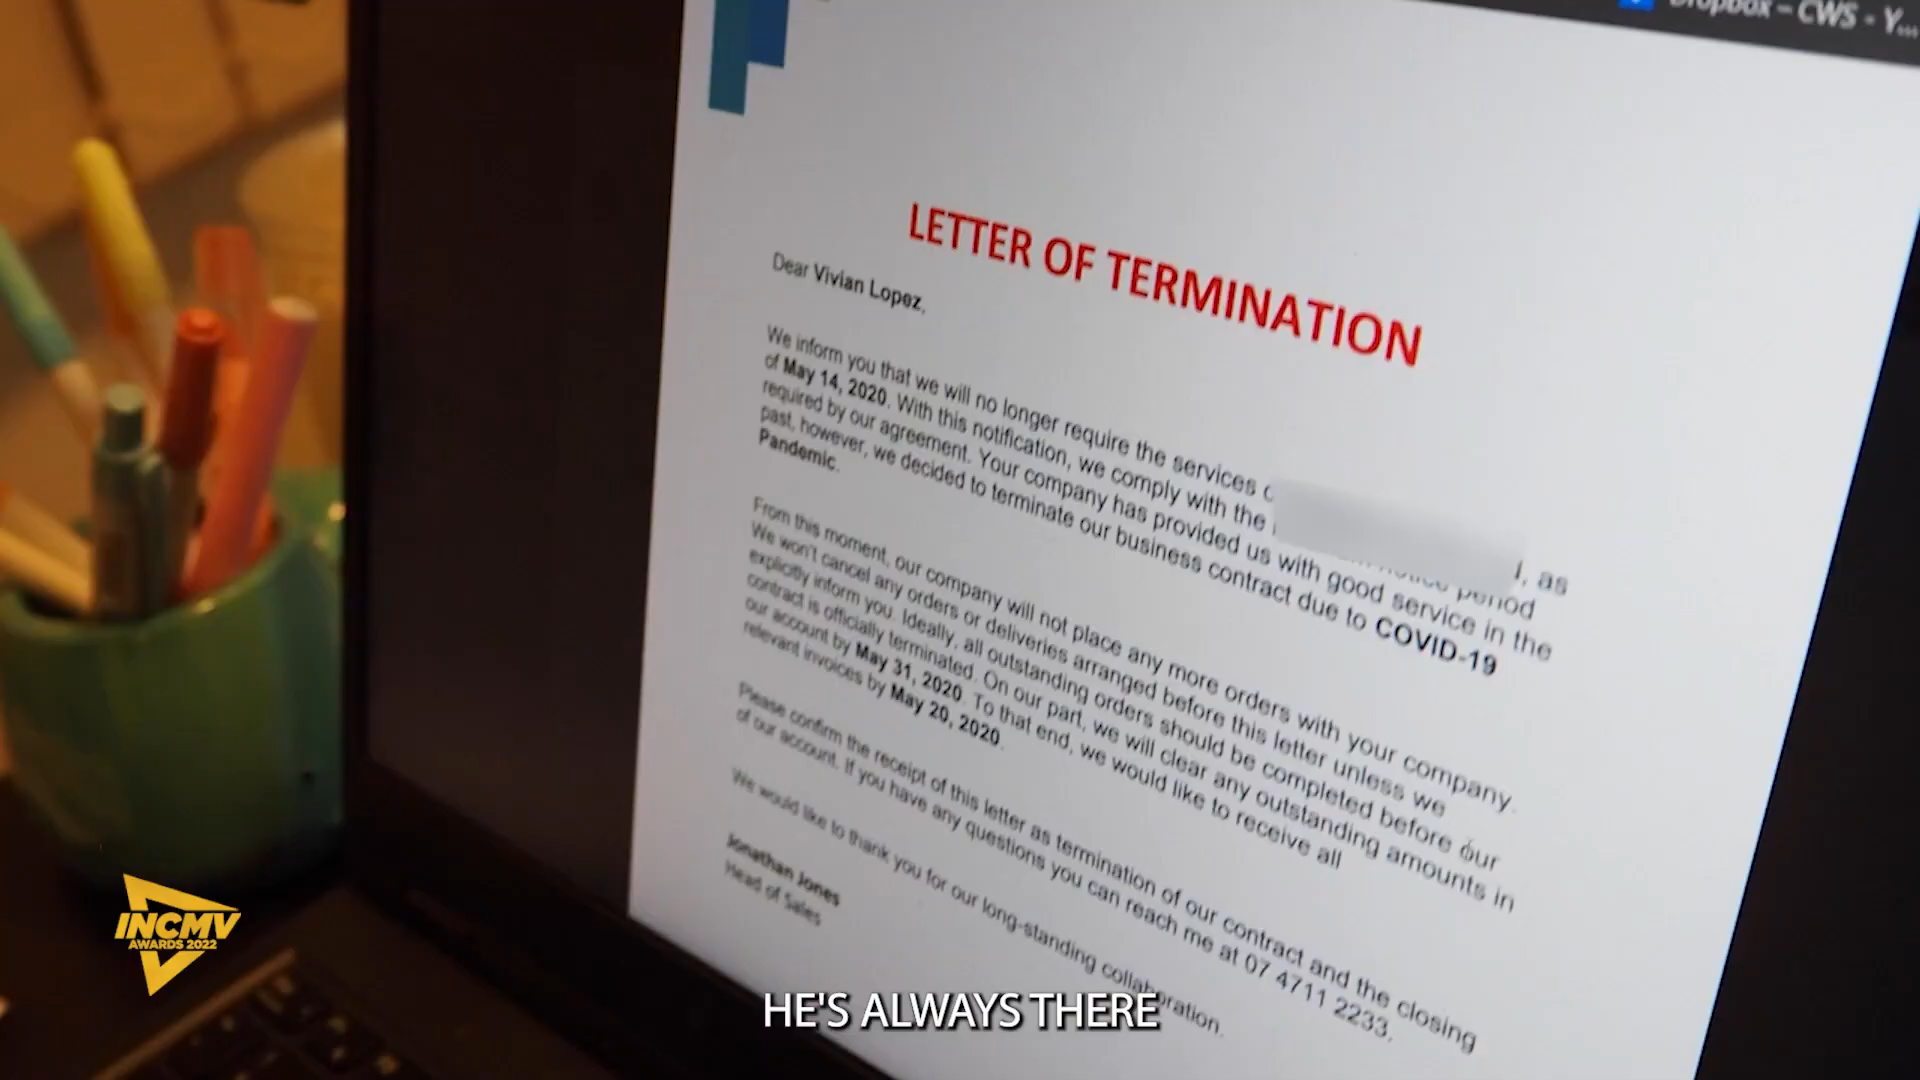 Dropbox – CWS - Y...
LETTER OF TERMINATION
Dear Vivian Lopez,
We inform you that we will no longer require the services
of May 14, 2020. With this notification, we comply with the notice period , as
required by our agreement. Your company has provided us with good service in the
past, however, we decided to terminate our business contract due to COVID-19
Pandemic.
From this moment, our company will not place any more orders with your company.
We won't cancel any orders or deliveries arranged before this letter unless we
explicitly inform you. Ideally, all outstanding orders should be completed before our
contract is officially terminated. On our part, we will clear any outstanding amounts in
our account by May 31, 2020. To that end, we would like to receive all
relevant invoices by May 20, 2020.
Please confirm the receipt of this letter as termination of our contract and the closing
of our account. If you have any questions you can reach me at 07 4711 2233.
We would like to thank you for our long-standing collaboration.
Jonathan Jones
Head of Sales
INCMV
AWARDS 2022
HE'S ALWAYS THERE